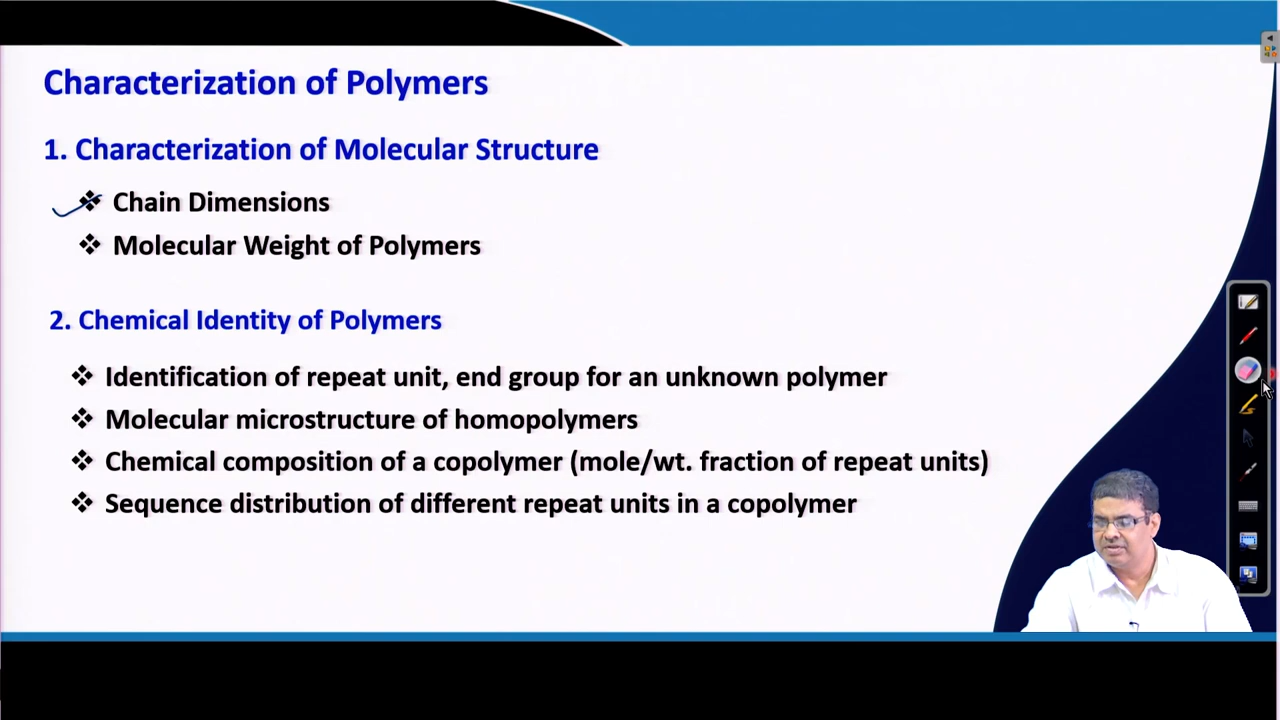 Characterization of Polymers
1. Characterization of Molecular Structure
❖ Chain Dimensions
❖ Molecular Weight of Polymers
2. Chemical Identity of Polymers
❖ Identification of repeat unit, end group for an unknown polymer
❖ Molecular microstructure of homopolymers
❖ Chemical composition of a copolymer (mole/wt. fraction of repeat units)
❖ Sequence distribution of different repeat units in a copolymer